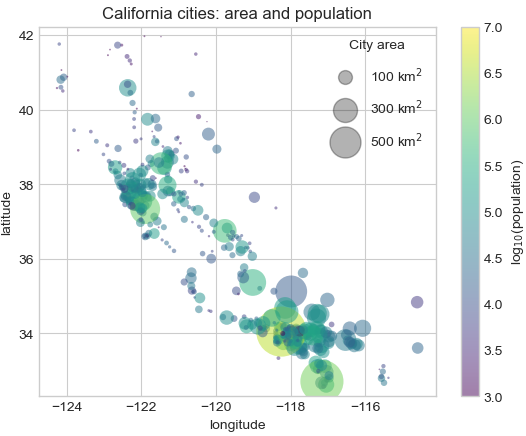 California cities: area and population
City area
100 km²
300 km²
500 km²
42
40
38
36
34
latitude
−124
−122
−120
−118
−116
longitude
7.0
6.5
6.0
5.5
5.0
4.5
4.0
3.5
3.0
log₁₀(population)